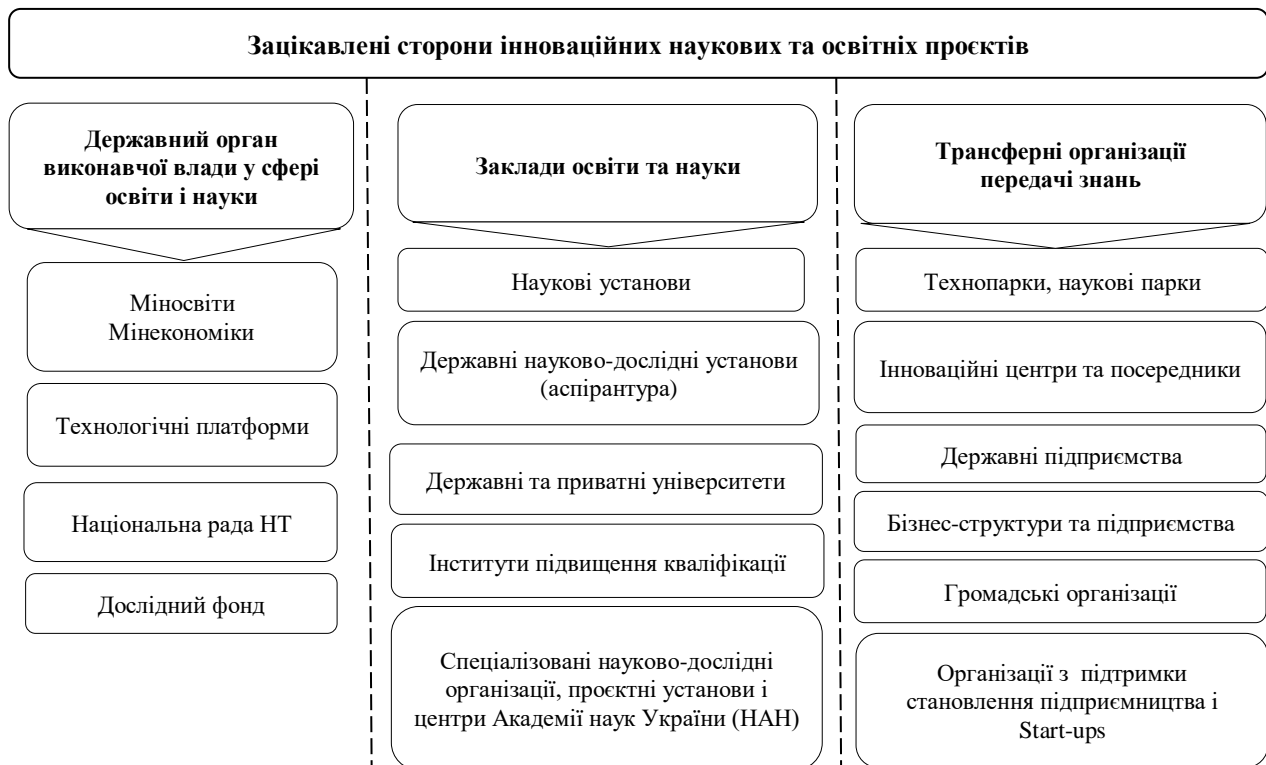 Зацікавлені сторони інноваційних наукових та освітніх проєктів
Державний орган
виконавчої влади у сфері
освіти і науки
Міносвіти
Мінекономіки
Технологічні платформи
Національна рада НТ
Дослідний фонд
Заклади освіти та науки
Наукові установи
Державні науково-дослідні установи
(аспірантура)
Державні та приватні університети
Інститути підвищення кваліфікації
Спеціалізовані науково-дослідні
організації, проєктні установи і
центри Академії наук України (НАН)
Трансферні організації
передачі знань
Технопарки, наукові парки
Інноваційні центри та посередники
Державні підприємства
Бізнес-структури та підприємства
Громадські організації
Організації з підтримки
становлення підприємництва і
Start-ups